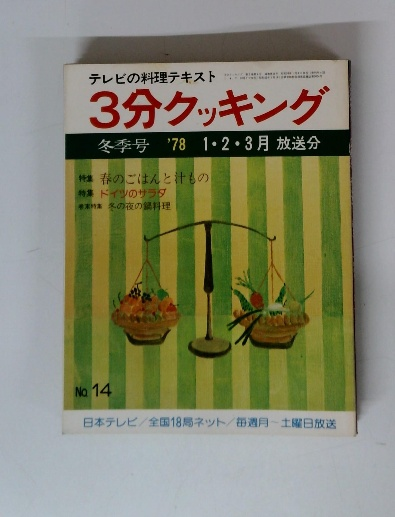 テレビの料理テキスト
3分クッキング
冬季号 '78 1・2・3月 放送分
特集 春のごはんと汁もの
特集 ドイツのサラダ
冬の夜の鍋料理
No.14
日本テレビ/全国18局ネット/毎週月~土曜日放送